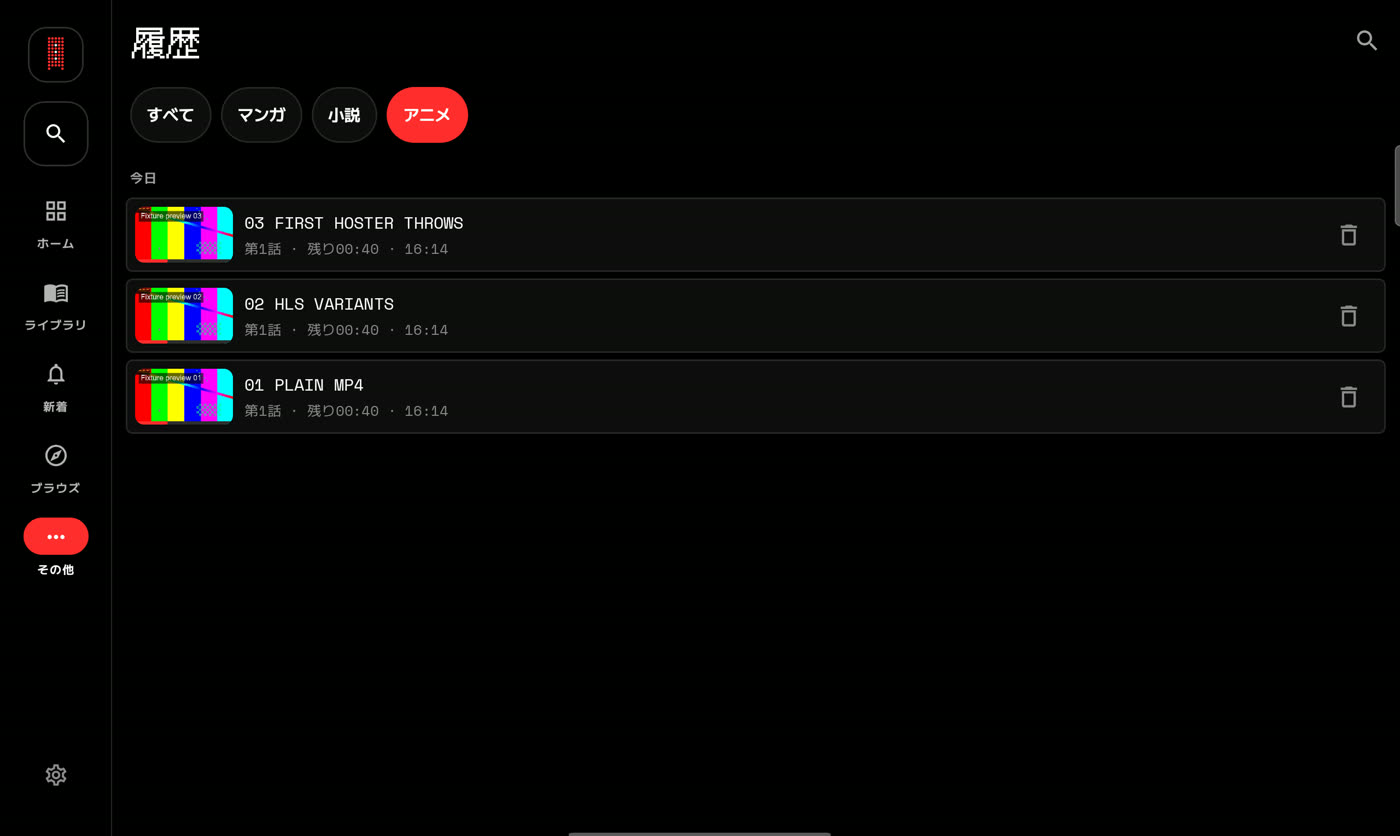 履歴
すべて
マンガ
小説
アニメ
今日
Fixture preview 03
03 FIRST HOSTER THROWS
第1話 · 残り00:40 · 16:14
Fixture preview 02
02 HLS VARIANTS
第1話 · 残り00:40 · 16:14
Fixture preview 01
01 PLAIN MP4
第1話 · 残り00:40 · 16:14
ホーム
ライブラリ
新着
ブラウズ
その他